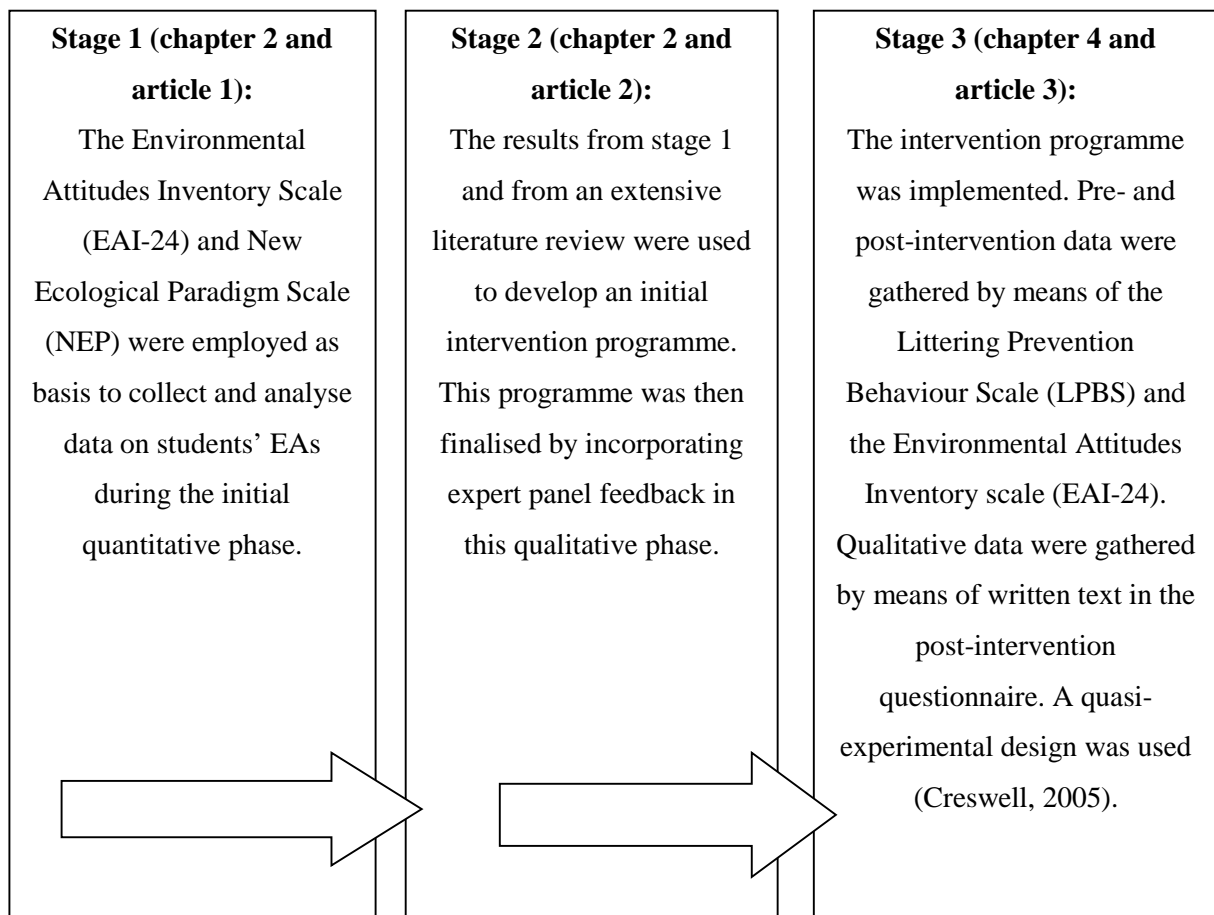 Stage 1 (chapter 2 and
article 1):
The Environmental
Attitudes Inventory Scale
(EAI-24) and New
Ecological Paradigm Scale
(NEP) were employed as
basis to collect and analyse
data on students’ EAs
during the initial
quantitative phase.
Stage 2 (chapter 2 and
article 2):
The results from stage 1
and from an extensive
literature review were used
to develop an initial
intervention programme.
This programme was then
finalised by incorporating
expert panel feedback in
this qualitative phase.
Stage 3 (chapter 4 and
article 3):
The intervention programme
was implemented. Pre- and
post-intervention data were
gathered by means of the
Littering Prevention
Behaviour Scale (LPBS) and
the Environmental Attitudes
Inventory scale (EAI-24).
Qualitative data were gathered
by means of written text in the
post-intervention
questionnaire. A quasi-
experimental design was used
(Creswell, 2005).